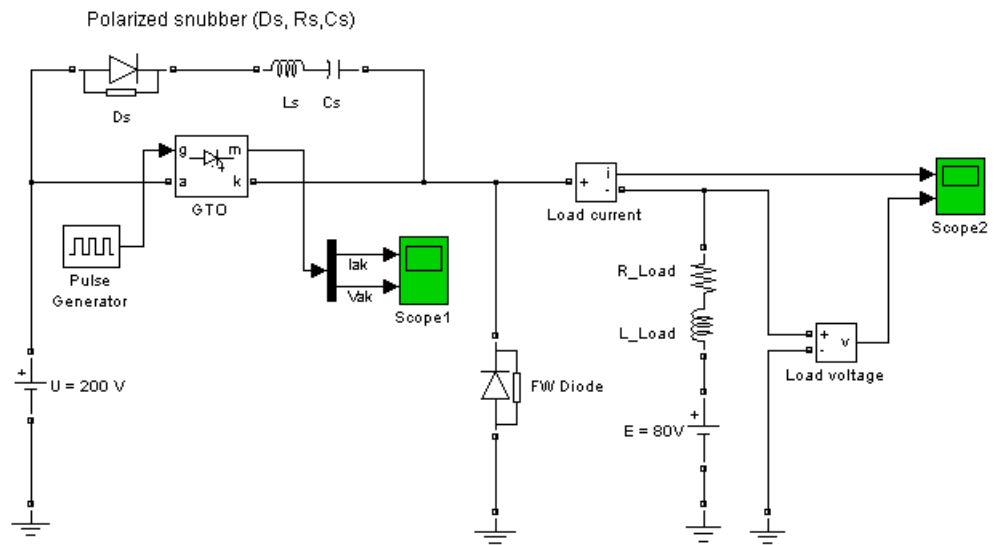 Polarized snubber (Ds, Rs,Cs)
Ds
Ls
Cs
g
m
a
k
GTO
Pulse
Generator
Iak
Vak
Scope1
+
U = 200 V
FW Diode
+
i
-
Load current
Scope2
R_Load
L_Load
+
-
v
Load voltage
+
E = 80V